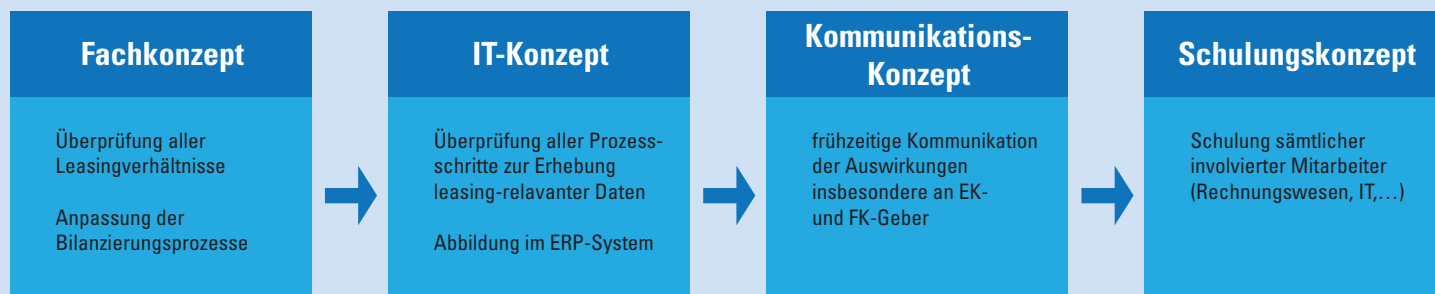 Fachkonzept
Überprüfung aller
Leasingverhältnisse
Anpassung der
Bilanzierungsprozesse
IT-Konzept
Überprüfung aller Prozess-
schritte zur Erhebung
leasing-relevanter Daten
Abbildung im ERP-System
Kommunikations-
Konzept
frühzeitige Kommunikation
der Auswirkungen
insbesondere an EK-
und FK-Geber
Schulungskonzept
Schulung sämtlicher
involvierter Mitarbeiter
(Rechnungswesen, IT,…)